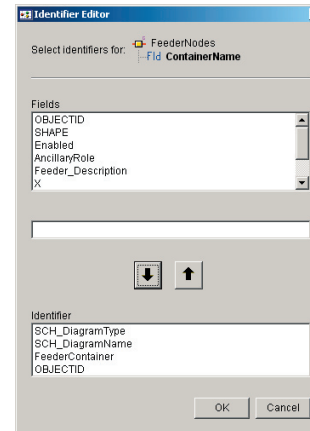 Identifier Editor
Select identifiers for: FeederNodes
Fld ContainerName
Fields
OBJECTID
SHAPE
Enabled
AncillaryRole
Feeder_Description
X
Identifier
SCH_DiagramType
SCH_DiagramName
FeederContainer
OBJECTID
OK Cancel